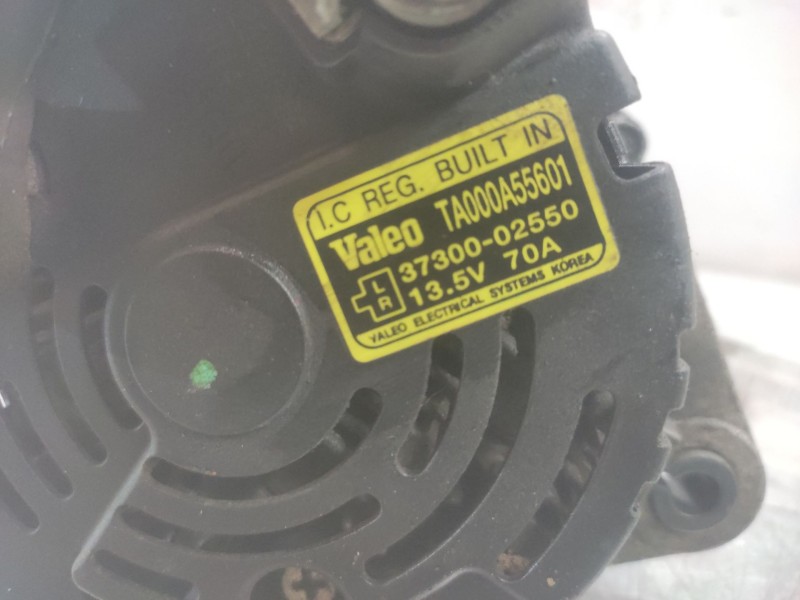 I.C REG. BUILT IN
Valeo TA000A55601
37300-02550
L
R
13.5V 70A
VALEO ELECTRICAL SYSTEMS KOREA